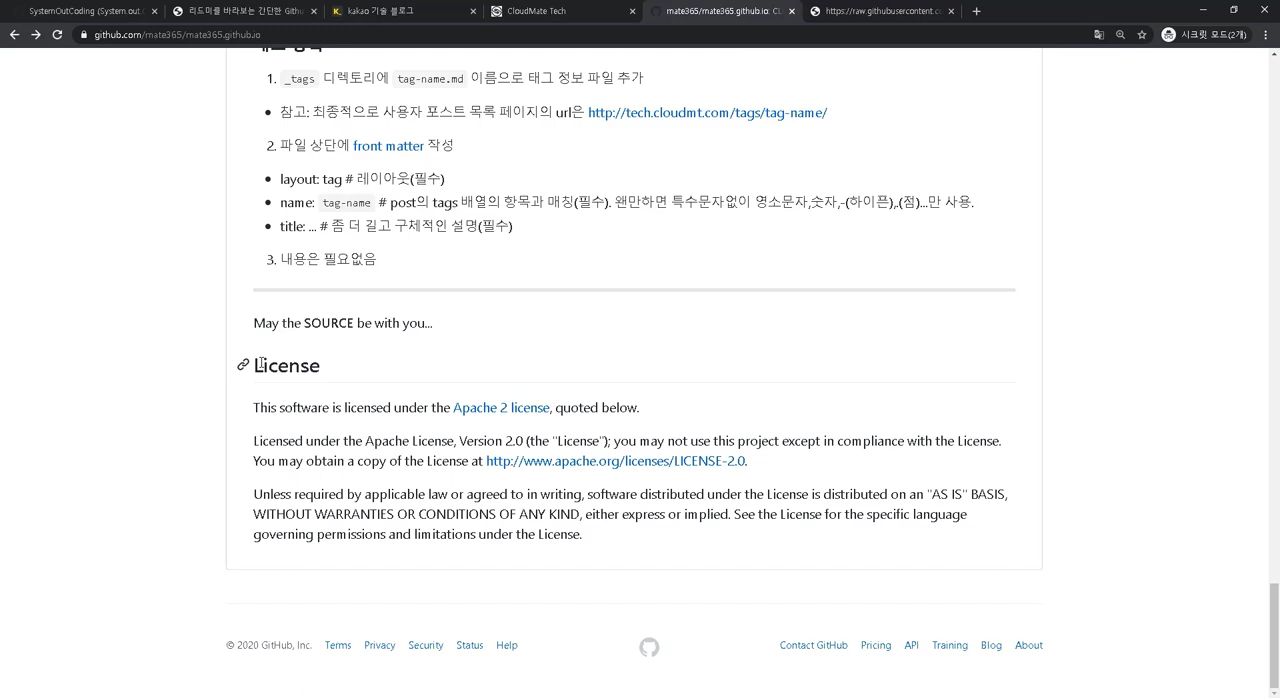 SystemOutCoding (System.out.
리드미를 바라보는 간단한 Githu
kakao 기술 블로그
CloudMate Tech
mate365/mate365.github.io: CL
https://raw.githubusercontent.c
github.com/mate365/mate365.github.io
시크릿 모드(2개)
1. _tags 디렉토리에 tag-name.md 이름으로 태그 정보 파일 추가
• 참고: 최종적으로 사용자 포스트 목록 페이지의 url은 http://tech.cloudmt.com/tags/tag-name/
2. 파일 상단에 front matter 작성
• layout: tag # 레이아웃(필수)
• name: tag-name # post의 tags 배열의 항목과 매칭(필수). 왠만하면 특수문자없이 영소문자,숫자,-(하이픈),.(점)...만 사용.
• title: ... # 좀 더 길고 구체적인 설명(필수)
3. 내용은 필요없음
May the SOURCE be with you...
License
This software is licensed under the Apache 2 license, quoted below.
Licensed under the Apache License, Version 2.0 (the "License"); you may not use this project except in compliance with the License.
You may obtain a copy of the License at http://www.apache.org/licenses/LICENSE-2.0.
Unless required by applicable law or agreed to in writing, software distributed under the License is distributed on an "AS IS" BASIS,
WITHOUT WARRANTIES OR CONDITIONS OF ANY KIND, either express or implied. See the License for the specific language
governing permissions and limitations under the License.
© 2020 GitHub, Inc. Terms Privacy Security Status Help Contact GitHub Pricing API Training Blog About